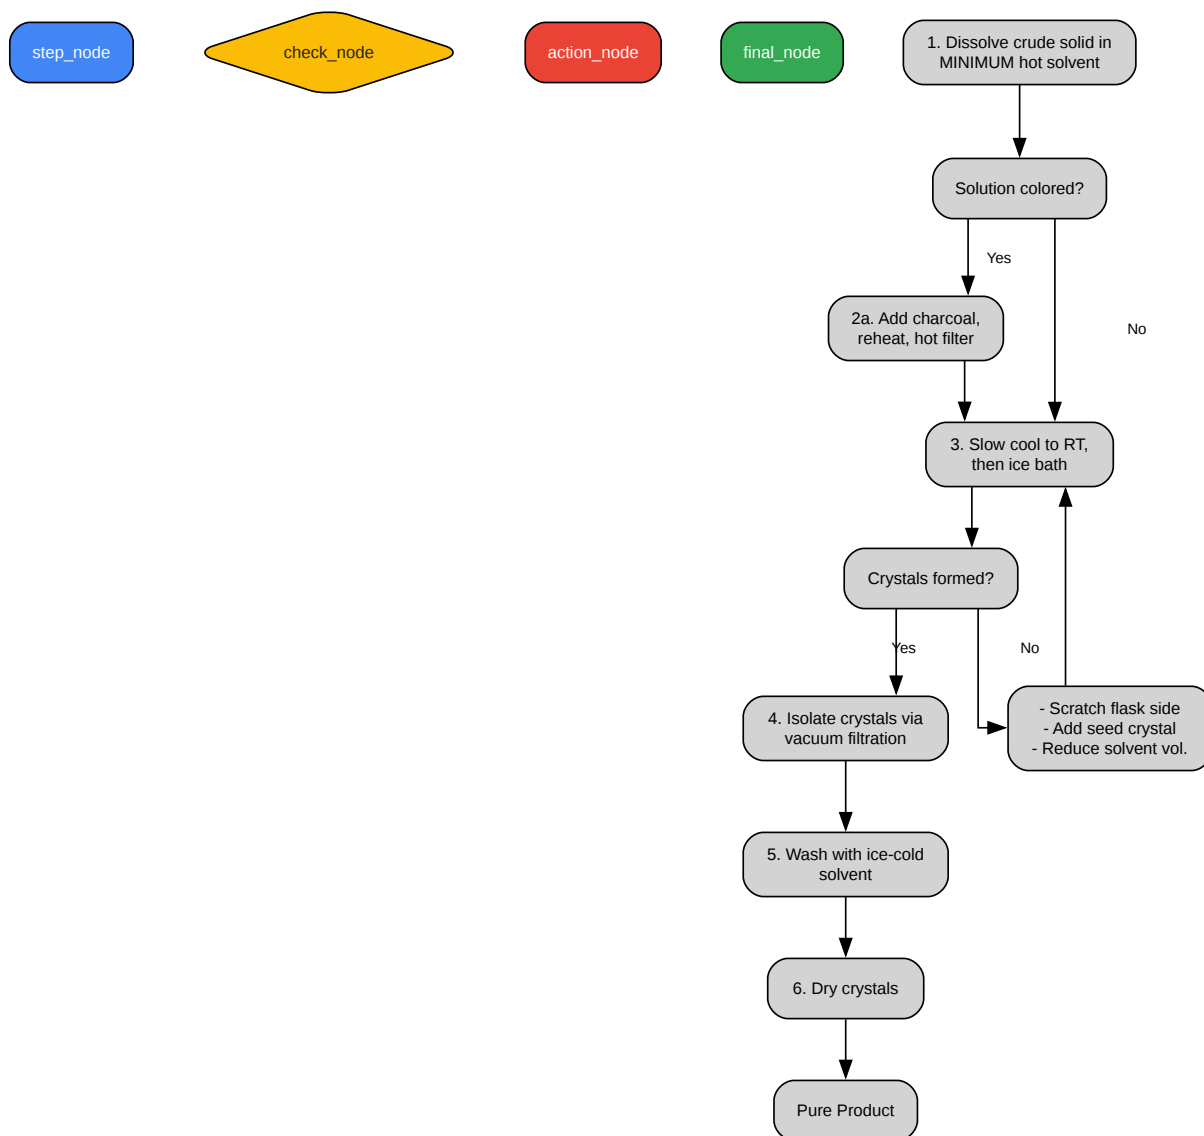 step_node
check_node
action_node
final_node
1. Dissolve crude solid in
MINIMUM hot solvent
Solution colored?
Yes
2a. Add charcoal,
reheat, hot filter
No
3. Slow cool to RT,
then ice bath
Crystals formed?
Yes
No
4. Isolate crystals via
vacuum filtration
- Scratch flask side
- Add seed crystal
- Reduce solvent vol.
5. Wash with ice-cold
solvent
6. Dry crystals
Pure Product